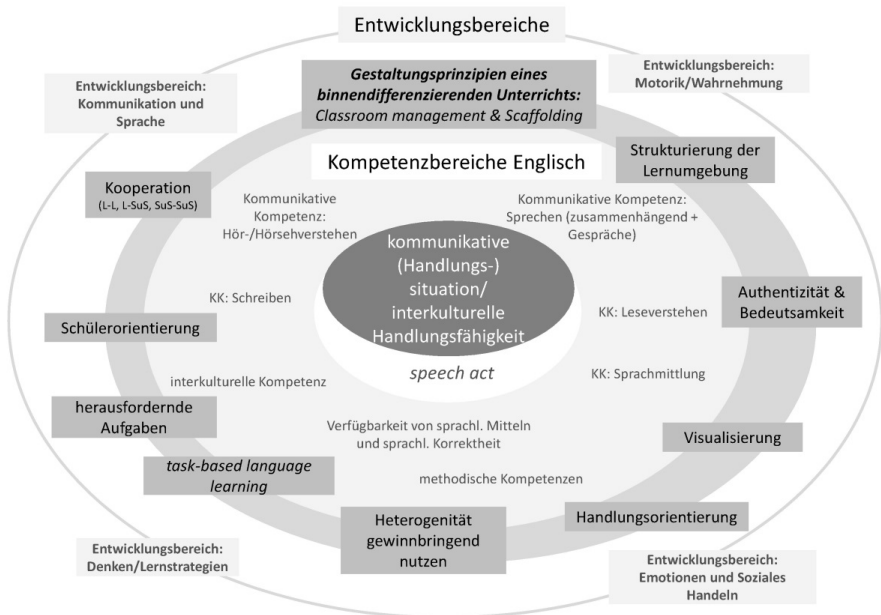 Entwicklungsbereiche
Entwicklungsbereich:
Kommunikation und
Sprache
Gestaltungsprinzipien eines
binnendifferenzierenden Unterrichts:
Classroom management & Scaffolding
Entwicklungsbereich:
Motorik/Wahrnehmung
Kompetenzbereiche Englisch
Strukturierung der
Lernumgebung
Kooperation
(L-L, L-SuS, SuS-SuS)
Kommunikative
Kompetenz:
Hör-/Hörsehverstehen
Kommunikative Kompetenz:
Sprechen (zusammenhängend +
Gespräche)
kommunikative
(Handlungs-)
situation/
interkulturelle
Handlungsfähigkeit
speech act
KK: Schreiben
KK: Leseverstehen
Authentizität &
Bedeutsamkeit
Schülerorientierung
interkulturelle Kompetenz
KK: Sprachmittlung
herausfordernde
Aufgaben
Verfügbarkeit von sprachl. Mitteln
und sprachl. Korrektheit
Visualisierung
task-based language
learning
methodische Kompetenzen
Heterogenität
gewinnbringend
nutzen
Handlungsorientierung
Entwicklungsbereich:
Denken/Lernstrategien
Entwicklungsbereich:
Emotionen und Soziales
Handeln